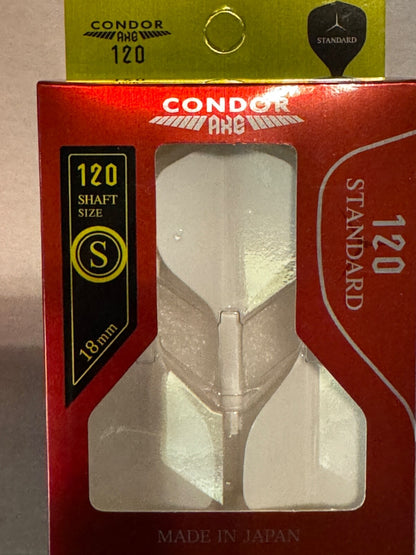 CONDOR
AXE
120
STANDARD
CONDOR
AXE
120
SHAFT
SIZE
S
18mm
120
STANDARD
MADE IN JAPAN